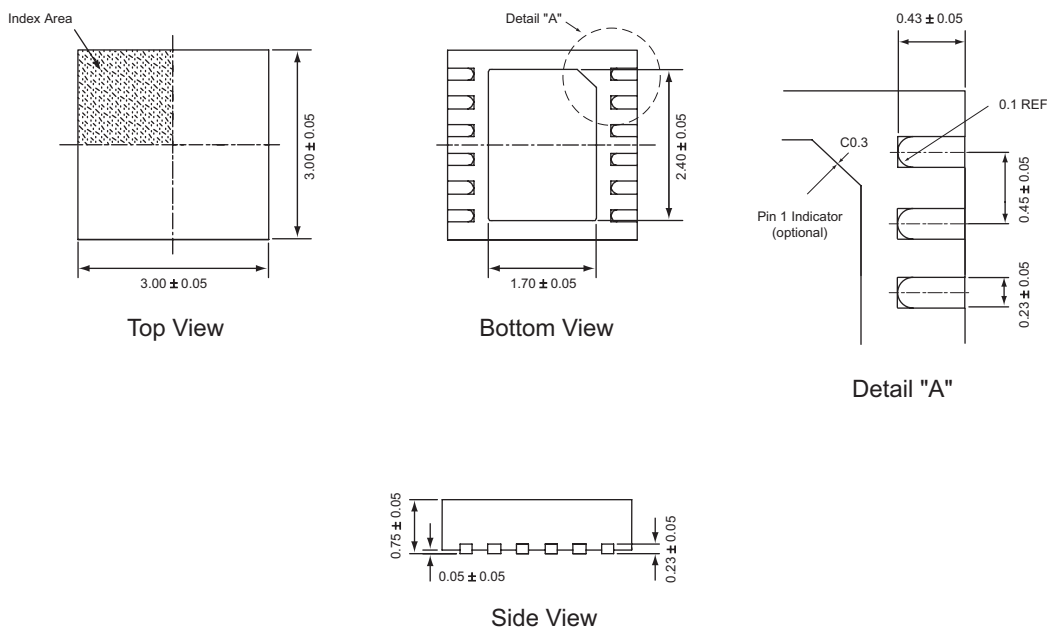 Index Area
3.00 ± 0.05
3.00 ± 0.05
Top View
Detail "A"
2.40 ± 0.05
1.70 ± 0.05
Bottom View
0.43 ± 0.05
0.1 REF
C0.3
0.45 ± 0.05
Pin 1 Indicator
(optional)
0.23 ± 0.05
Detail "A"
0.75 ± 0.05
0.05 ± 0.05
0.23 ± 0.05
Side View